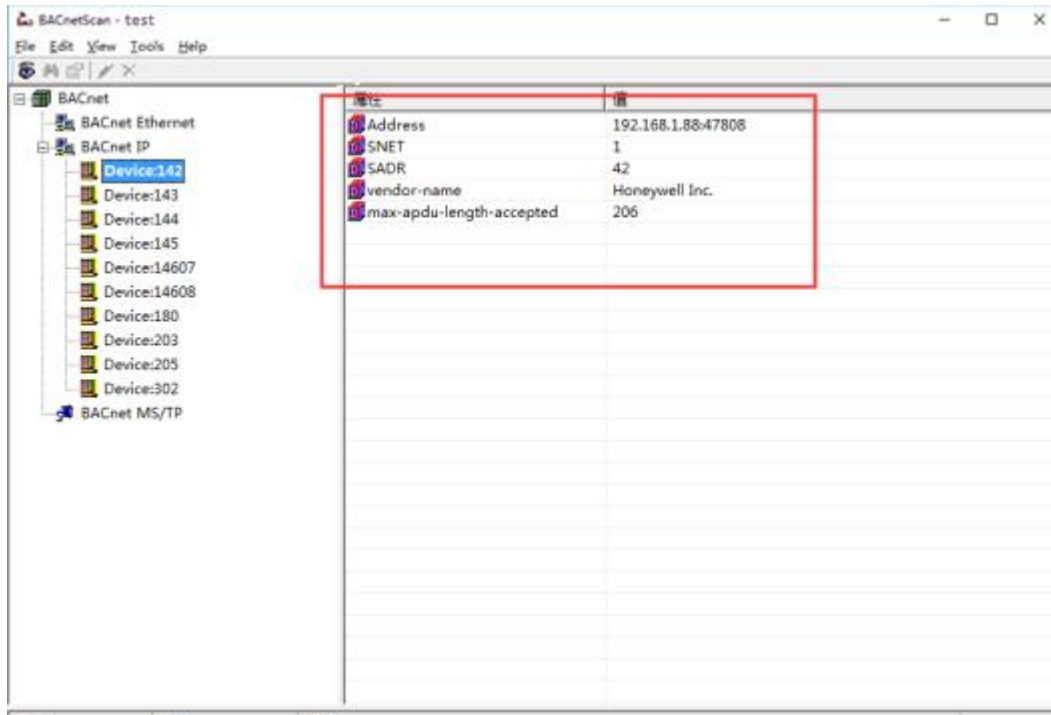 BACnetScan - test
File Edit View Tools Help
BACnet
BACnet Ethernet
BACnet IP
Device:142
Device:143
Device:144
Device:145
Device:14607
Device:14608
Device:180
Device:203
Device:205
Device:302
BACnet MS/TP
属性 值
Address 192.168.1.88:47808
SNET 1
SADR 42
vendor-name Honeywell Inc.
max-apdu-length-accepted 206